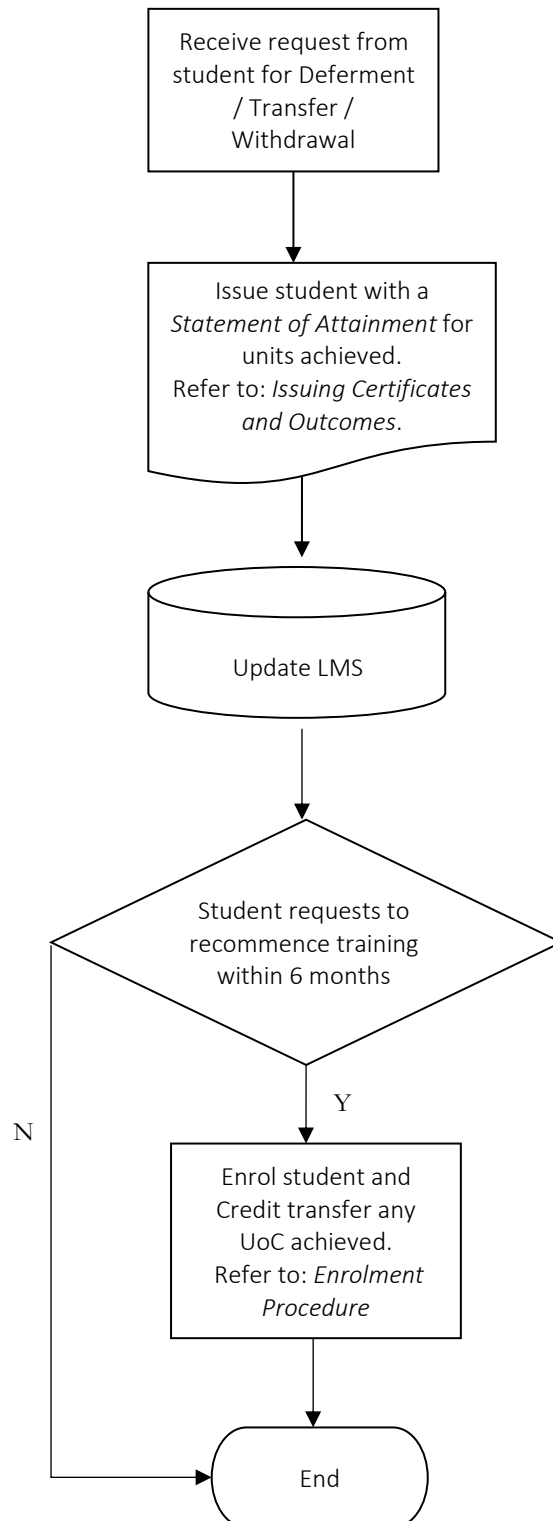 Receive request from
student for Deferment
/ Transfer /
Withdrawal
Issue student with a
Statement of Attainment for
units achieved.
Refer to: Issuing Certificates
and Outcomes.
Update LMS
Student requests to
recommence training
within 6 months
Y
N
Enrol student and
Credit transfer any
UoC achieved.
Refer to: Enrolment
Procedure
End